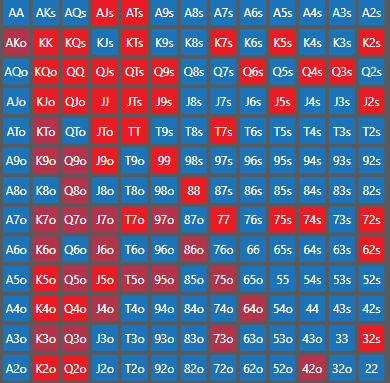 AA AKs AQs AJs ATs A9s A8s A7s A6s A5s A4s A3s A2s
AKo KK KQs KJs KTs K9s K8s K7s K6s K5s K4s K3s K2s
AQo KQo QQ QJs QTs Q9s Q8s Q7s Q6s Q5s Q4s Q3s Q2s
AJo KJo QJo JJ JTs J9s J8s J7s J6s J5s J4s J3s J2s
ATo KTo QTo JTo TT T9s T8s T7s T6s T5s T4s T3s T2s
A9o K9o Q9o J9o T9o 99 98s 97s 96s 95s 94s 93s 92s
A8o K8o Q8o J8o T8o 98o 88 87s 86s 85s 84s 83s 82s
A7o K7o Q7o J7o T7o 97o 87o 77 76s 75s 74s 73s 72s
A6o K6o Q6o J6o T6o 96o 86o 76o 66 65s 64s 63s 62s
A5o K5o Q5o J5o T5o 95o 85o 75o 65o 55 54s 53s 52s
A4o K4o Q4o J4o T4o 94o 84o 74o 64o 54o 44 43s 42s
A3o K3o Q3o J3o T3o 93o 83o 73o 63o 53o 43o 33 32s
A2o K2o Q2o J2o T2o 92o 82o 72o 62o 52o 42o 32o 22